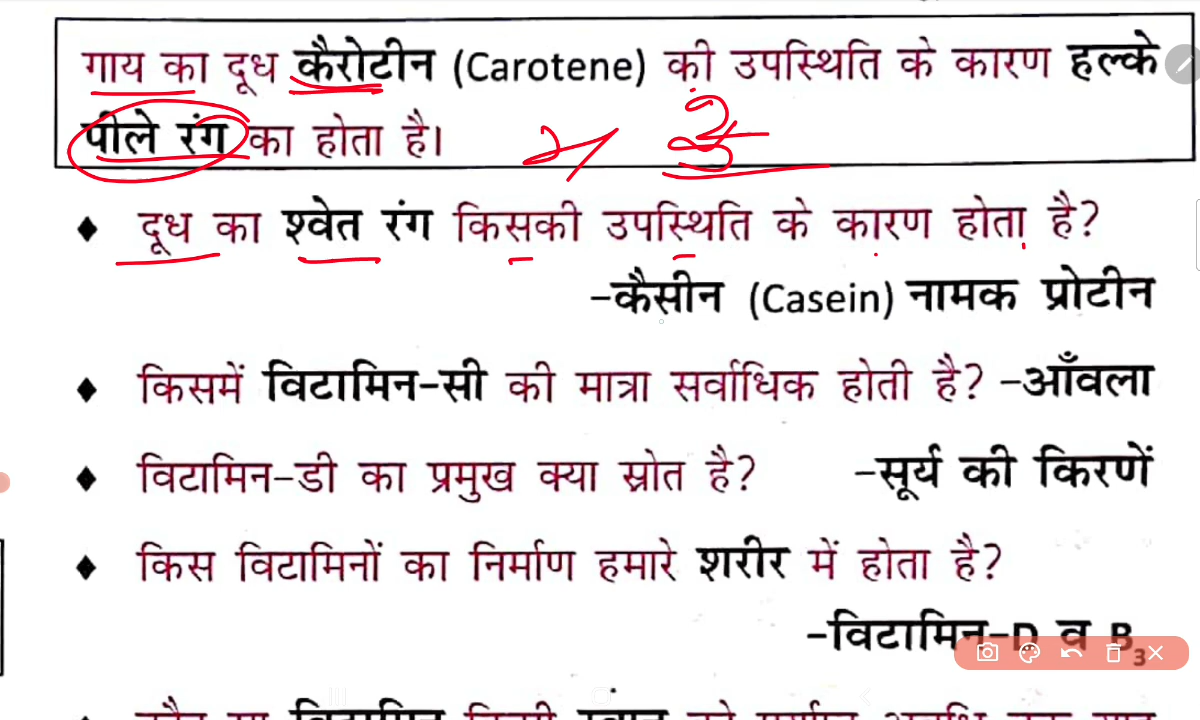 गाय का दूध कैरोटीन (Carotene) की उपस्थिति के कारण हल्के
पीले रंग का होता है।
♦ दूध का श्वेत रंग किसकी उपस्थिति के कारण होता है?
–कैसीन (Casein) नामक प्रोटीन
♦ किसमें विटामिन–सी की मात्रा सर्वाधिक होती है? –आँवला
♦ विटामिन–डी का प्रमुख क्या स्रोत है? –सूर्य की किरणें
♦ किस विटामिनों का निर्माण हमारे शरीर में होता है?
–विटामिन–D व B3